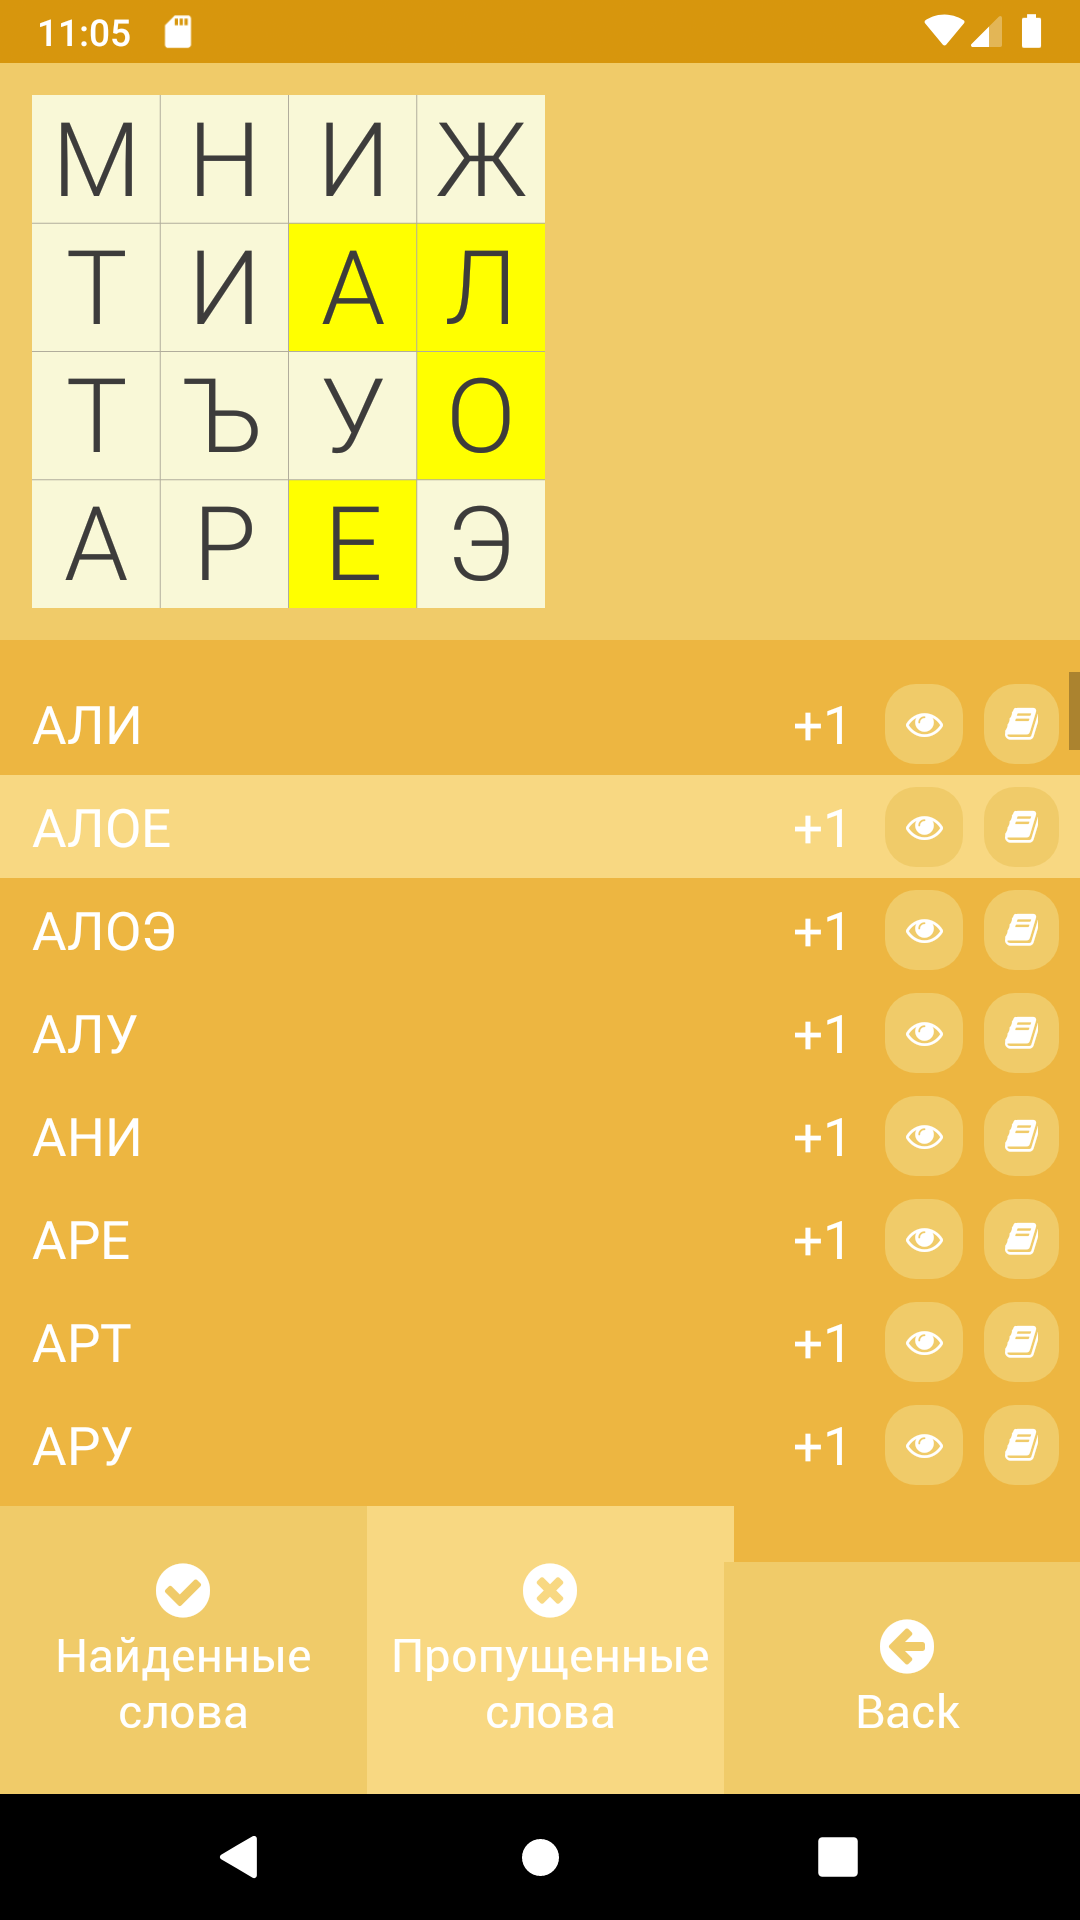 11:05
М Н И Ж
Т И А Л
Т Ъ У О
А Р Е Э
АЛИ +1
АЛОЕ +1
АЛОЭ +1
АЛУ +1
АНИ +1
АРЕ +1
АРТ +1
АРУ +1
Найденные слова
Пропущенные слова
Back